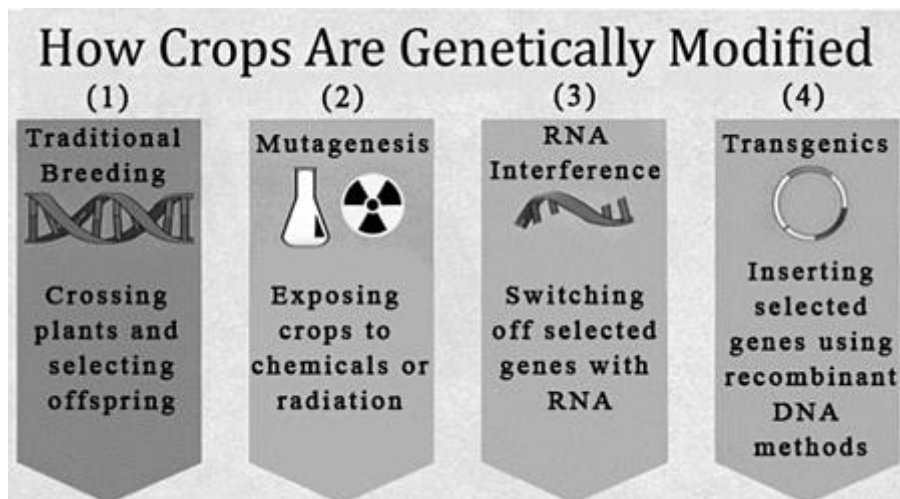 How Crops Are Genetically Modified
(1)
Traditional
Breeding
Crossing
plants and
selecting
offspring
(2)
Mutagenesis
Exposing
crops to
chemicals or
radiation
(3)
RNA
Interference
Switching
off selected
genes with
RNA
(4)
Transgenics
Inserting
selected
genes using
recombinant
DNA
methods